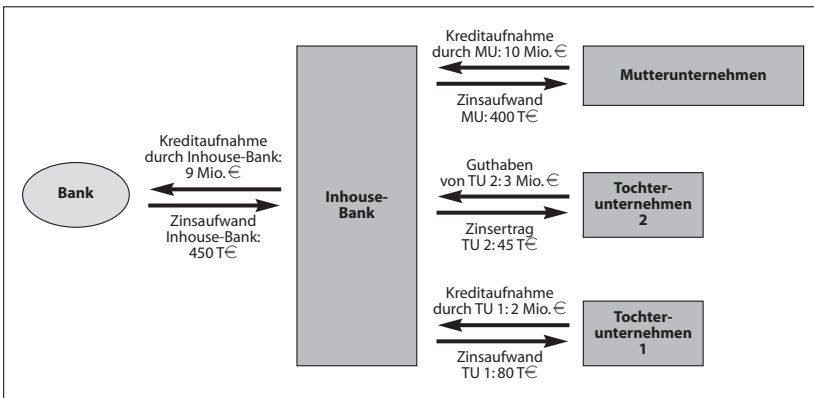 Bank
Kreditaufnahme
durch Inhouse-Bank:
9 Mio. €
Zinsaufwand
Inhouse-Bank:
450 T€
Inhouse-
Bank
Kreditaufnahme
durch MU: 10 Mio. €
Zinsaufwand
MU: 400 T€
Mutterunternehmen
Guthaben
von TU 2: 3 Mio. €
Zinsertrag
TU 2: 45 T€
Tochter-
unternehmen
2
Kreditaufnahme
durch TU 1: 2 Mio. €
Zinsaufwand
TU 1: 80 T€
Tochter-
unternehmen
1